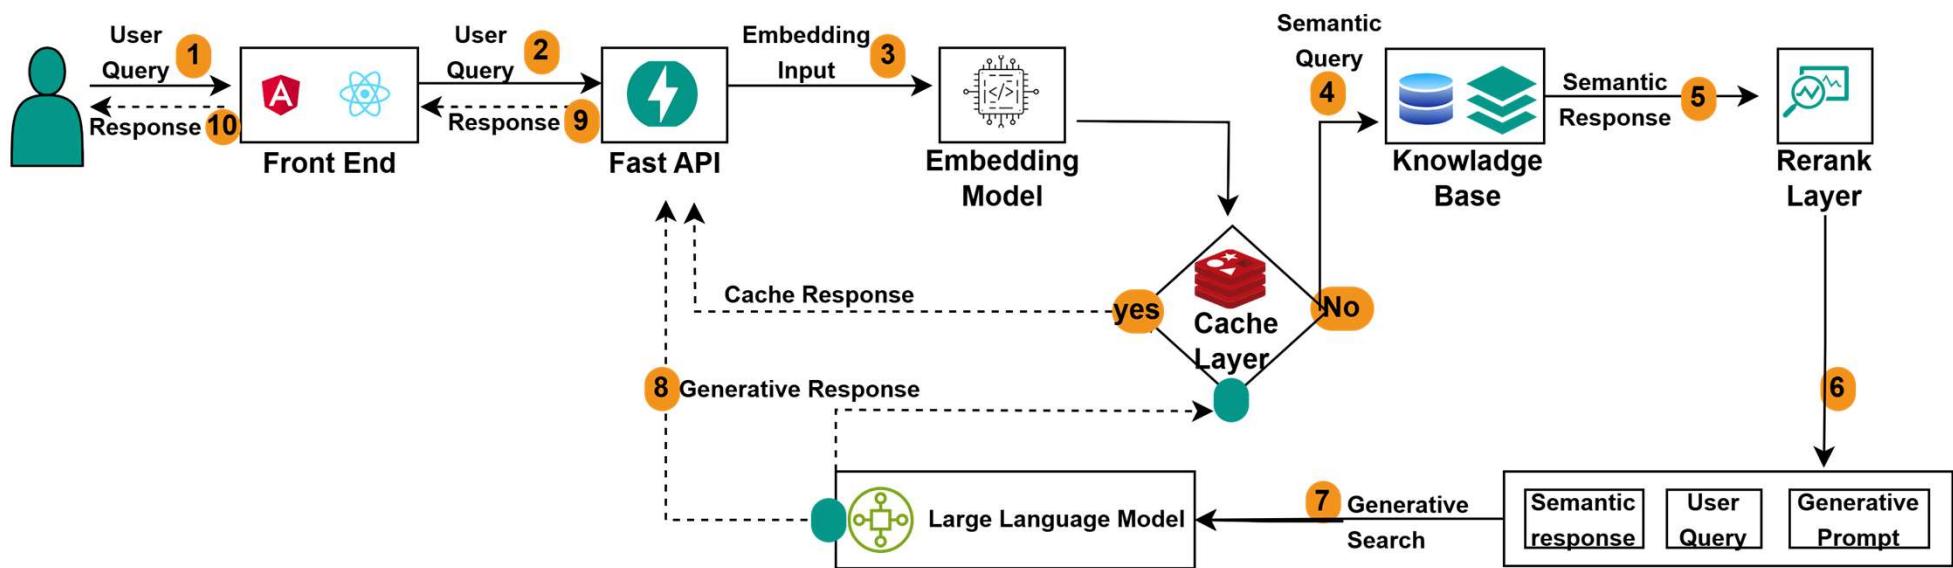 User
Query
1
Response
10
Front End
User
Query
2
Response
9
Fast API
Embedding
Input
3
Embedding
Model
Semantic
Query
4
Knowladge
Base
Semantic
Response
5
Rerank
Layer
yes
Cache
Layer
No
Cache Response
8
Generative Response
6
Large Language Model
7
Generative
Search
Semantic
response
User
Query
Generative
Prompt